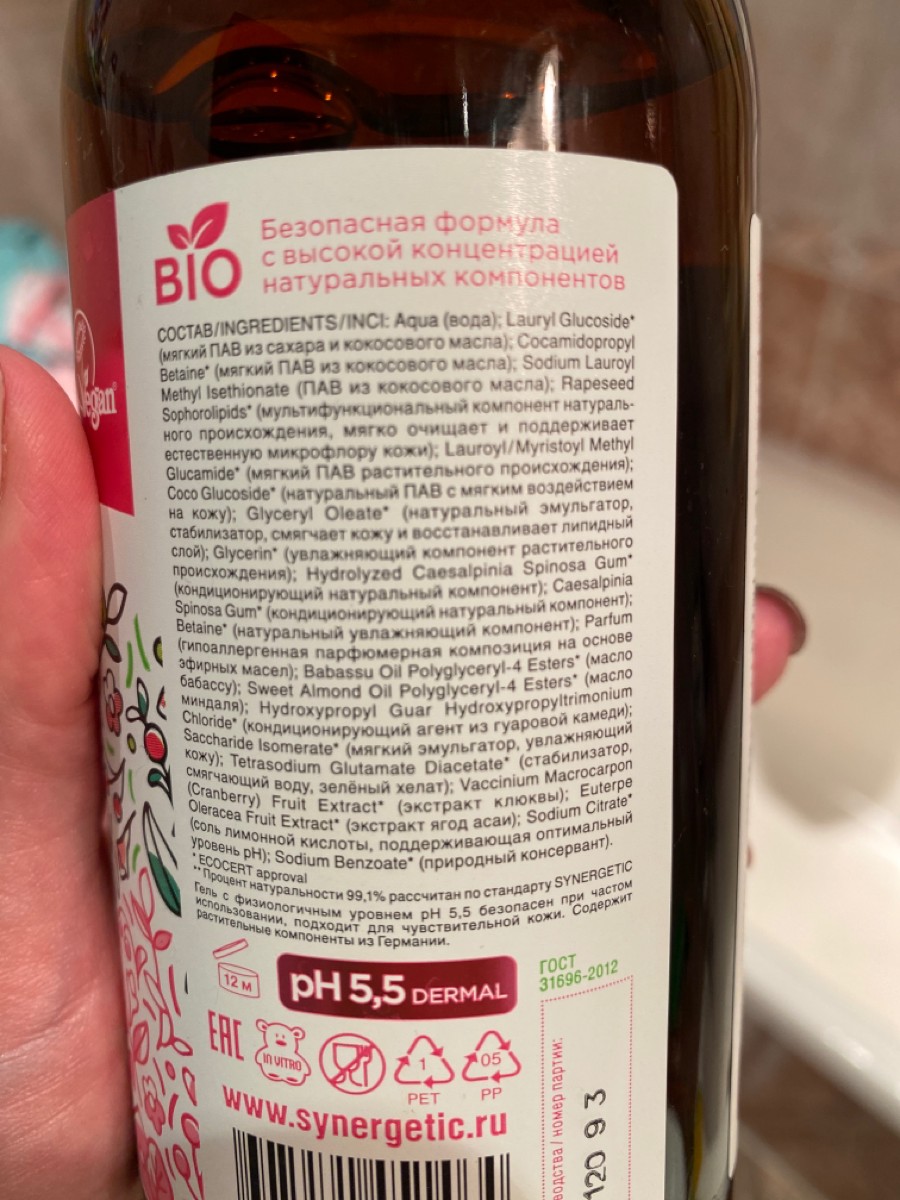 BIO
Безопасная формула
с высокой концентрацией
натуральных компонентов
СОСТАВ/INGREDIENTS/INCI: Aqua (вода); Lauryl Glucoside*
(мягкий ПАВ из сахара и кокосового масла); Cocamidopropyl
Betaine* (мягкий ПАВ из кокосового масла); Sodium Lauroyl
Methyl Isethionate (ПАВ из кокосового масла); Rapeseed
Sophorolipids* (мультифункциональный компонент натураль-
ного происхождения, мягко очищает и поддерживает
естественную микрофлору кожи); Lauroyl/Myristoyl Methyl
Glucamide* (мягкий ПАВ растительного происхождения);
Coco Glucoside* (натуральный ПАВ с мягким воздействием
на кожу); Glyceryl Oleate* (натуральный эмульгатор,
стабилизатор, смягчает кожу и восстанавливает липидный
слой); Glycerin* (увлажняющий компонент растительного
происхождения); Hydrolyzed Caesalpinia Spinosa Gum*
(кондиционирующий натуральный компонент); Caesalpinia
Spinosa Gum* (кондиционирующий натуральный компонент);
Betaine* (натуральный увлажняющий компонент); Parfum
(гипоаллергенная парфюмерная композиция на основе
эфирных масел); Babassu Oil Polyglyceryl-4 Esters* (масло
бабассу); Sweet Almond Oil Polyglyceryl-4 Esters* (масло
миндаля); Hydroxypropyl Guar Hydroxypropyltrimonium
Chloride* (кондиционирующий агент из гуаровой камеди);
Saccharide Isomerate* (мягкий эмульгатор, увлажняющий
кожу); Tetrasodium Glutamate Diacetate* (стабилизатор,
смягчающий воду, зелёный хелат); Vaccinium Macrocarpon
(Cranberry) Fruit Extract* (экстракт клюквы); Euterpe
Oleracea Fruit Extract* (экстракт ягод асаи); Sodium Citrate*
(соль лимонной кислоты, поддерживающая оптимальный
уровень pH); Sodium Benzoate* (природный консервант).
*ECOCERT approval
**Процент натуральности 99,1% рассчитан по стандарту SYNERGETIC
Гель с физиологичным уровнем pH 5,5 безопасен при частом
использовании, подходит для чувствительной кожи. Содержит
растительные компоненты из Германии.
Vegan
12 м
pH 5,5 DERMAL
ГОСТ
31696-2012
EAC
IN VITRO
1
PET
05
PP
www.synergetic.ru
номер партии:
120 9 3